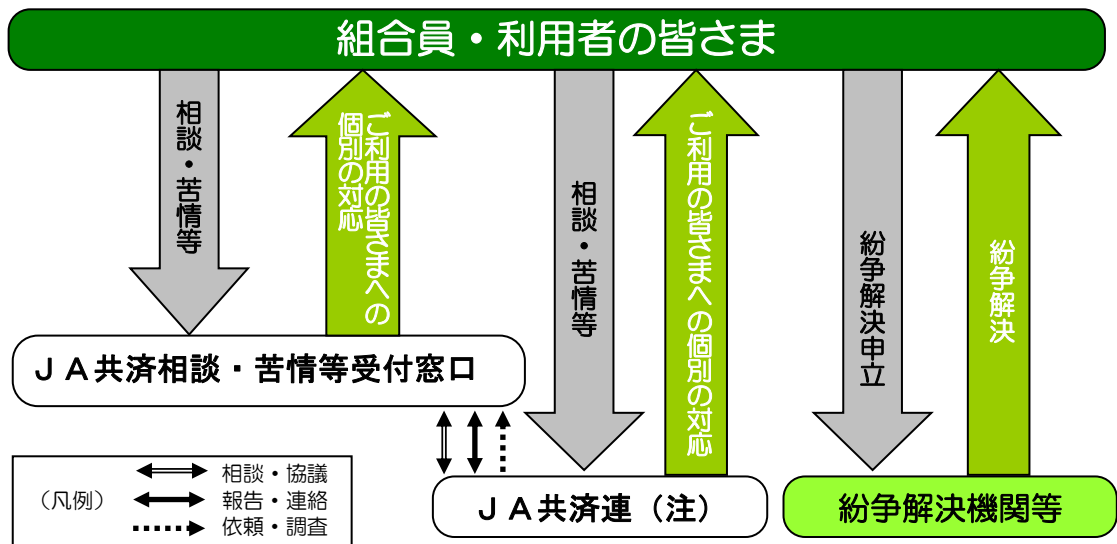 組合員・利用者の皆さま
相談・苦情等
ご利用の皆さまへの
個別の対応
相談・苦情等
ご利用の皆さまへの個別の対応
紛争解決申立
紛争解決
ＪＡ共済相談・苦情等受付窓口
ＪＡ共済連（注）
紛争解決機関等
（凡例）
相談・協議
報告・連絡
依頼・調査